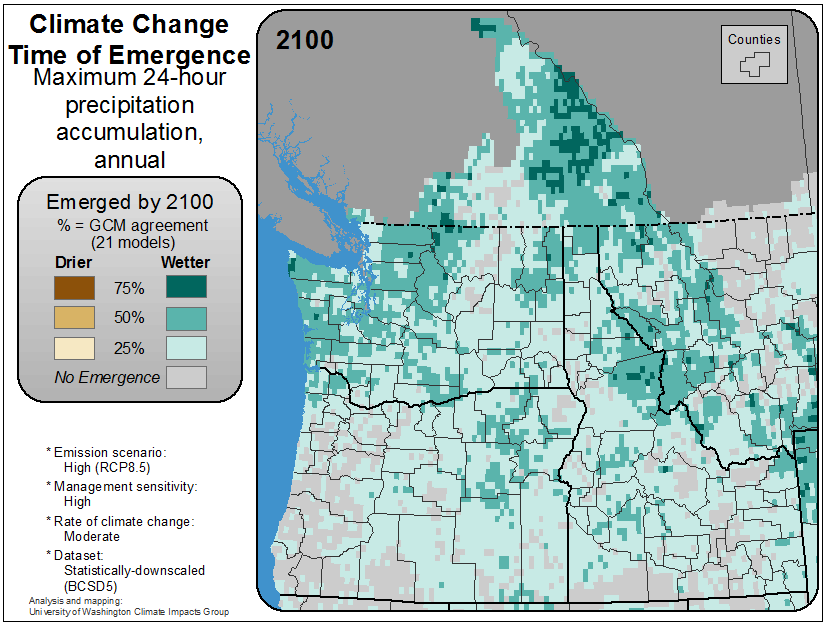 Climate Change
Time of Emergence
Maximum 24-hour
precipitation
accumulation,
annual
Emerged by 2100
% = GCM agreement
(21 models)
Drier Wetter
75%
50%
25%
No Emergence
* Emission scenario:
High (RCP8.5)
* Management sensitivity:
High
* Rate of climate change:
Moderate
* Dataset:
Statistically-downscaled
(BCSD5)
Analysis and mapping:
University of Washington Climate Impacts Group
2100
Counties